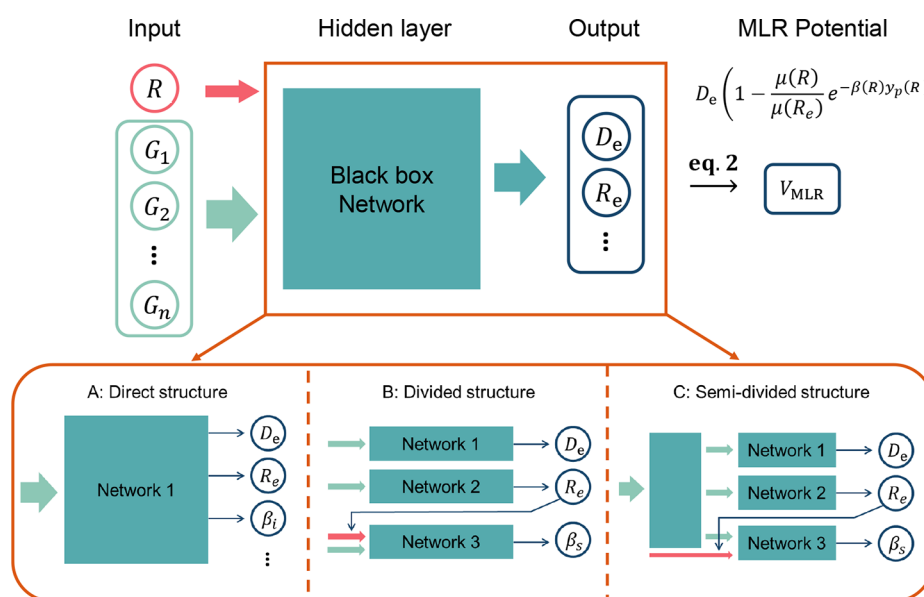 Input Hidden layer Output MLR Potential
R
G₁
G₂
⋮
Gₙ
Black box
Network
Dₑ
Rₑ
⋮
Dₑ(1 − μ(R)/μ(Rₑ) e^{−β(R)yₚ(R
eq. 2
V_MLR
A: Direct structure
Network 1
Dₑ
Rₑ
βᵢ
⋮
B: Divided structure
Network 1
Dₑ
Network 2
Rₑ
Network 3
βₛ
C: Semi-divided structure
Network 1
Dₑ
Network 2
Rₑ
Network 3
βₛ